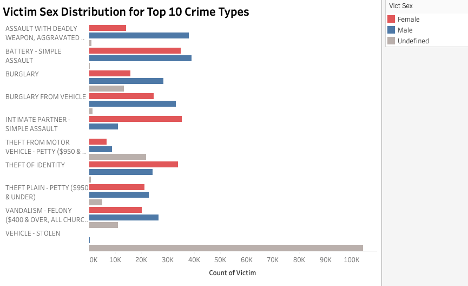 Victim Sex Distribution for Top 10 Crime Types
Vict Sex
Female
Male
Undefined
ASSAULT WITH DEADLY
WEAPON, AGGRAVATED ..
BATTERY - SIMPLE
ASSAULT
BURGLARY
BURGLARY FROM VEHICLE
INTIMATE PARTNER -
SIMPLE ASSAULT
THEFT FROM MOTOR
VEHICLE - PETTY ($950 & ..
THEFT OF IDENTITY
THEFT PLAIN - PETTY ($950
& UNDER)
VANDALISM - FELONY
($400 & OVER, ALL CHURC..
VEHICLE - STOLEN
0K 10K 20K 30K 40K 50K 60K 70K 80K 90K 100K
Count of Victim